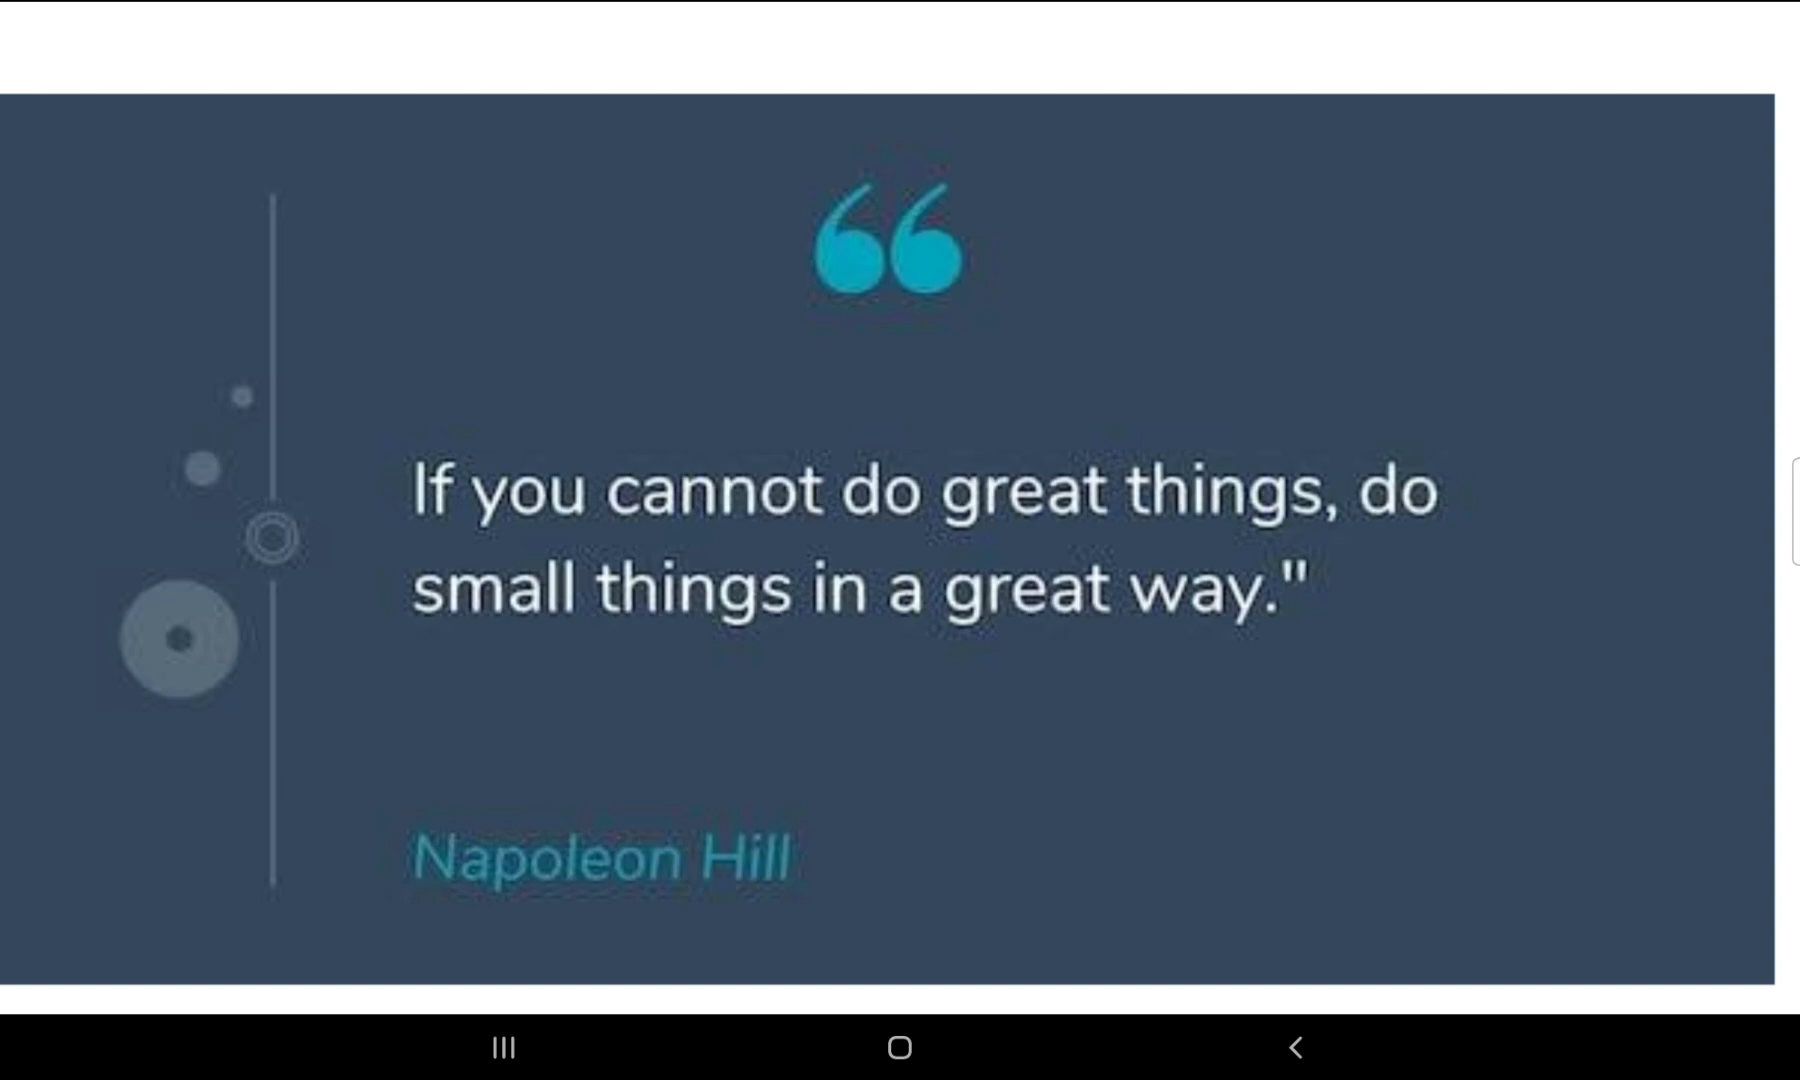 “
If you cannot do great things, do
small things in a great way."
Napoleon Hill